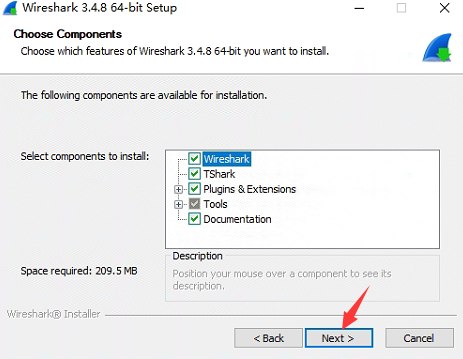 Wireshark 3.4.8 64-bit Setup
Choose Components
Choose which features of Wireshark 3.4.8 64-bit you want to install.
The following components are available for installation.
Select components to install:
Wireshark
TShark
Plugins & Extensions
Tools
Documentation
Space required: 209.5 MB
Description
Position your mouse over a component to see its
description.
Wireshark® Installer
< Back
Next >
Cancel